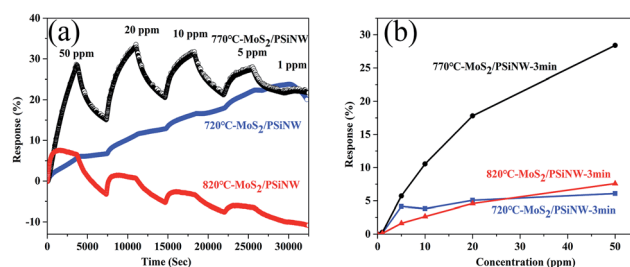 (a)
50 ppm
20 ppm
10 ppm
5 ppm
1 ppm
770℃-MoS₂/PSiNW
720℃-MoS₂/PSiNW
820℃-MoS₂/PSiNW
Response (%)
40
30
20
10
0
-10
0 5000 10000 15000 20000 25000 30000
Time (Sec)
(b)
770℃-MoS₂/PSiNW-3min
820℃-MoS₂/PSiNW-3min
720℃-MoS₂/PSiNW-3min
Response (%)
35
30
25
20
15
10
5
0
0 10 20 30 40 50
Concentration (ppm)